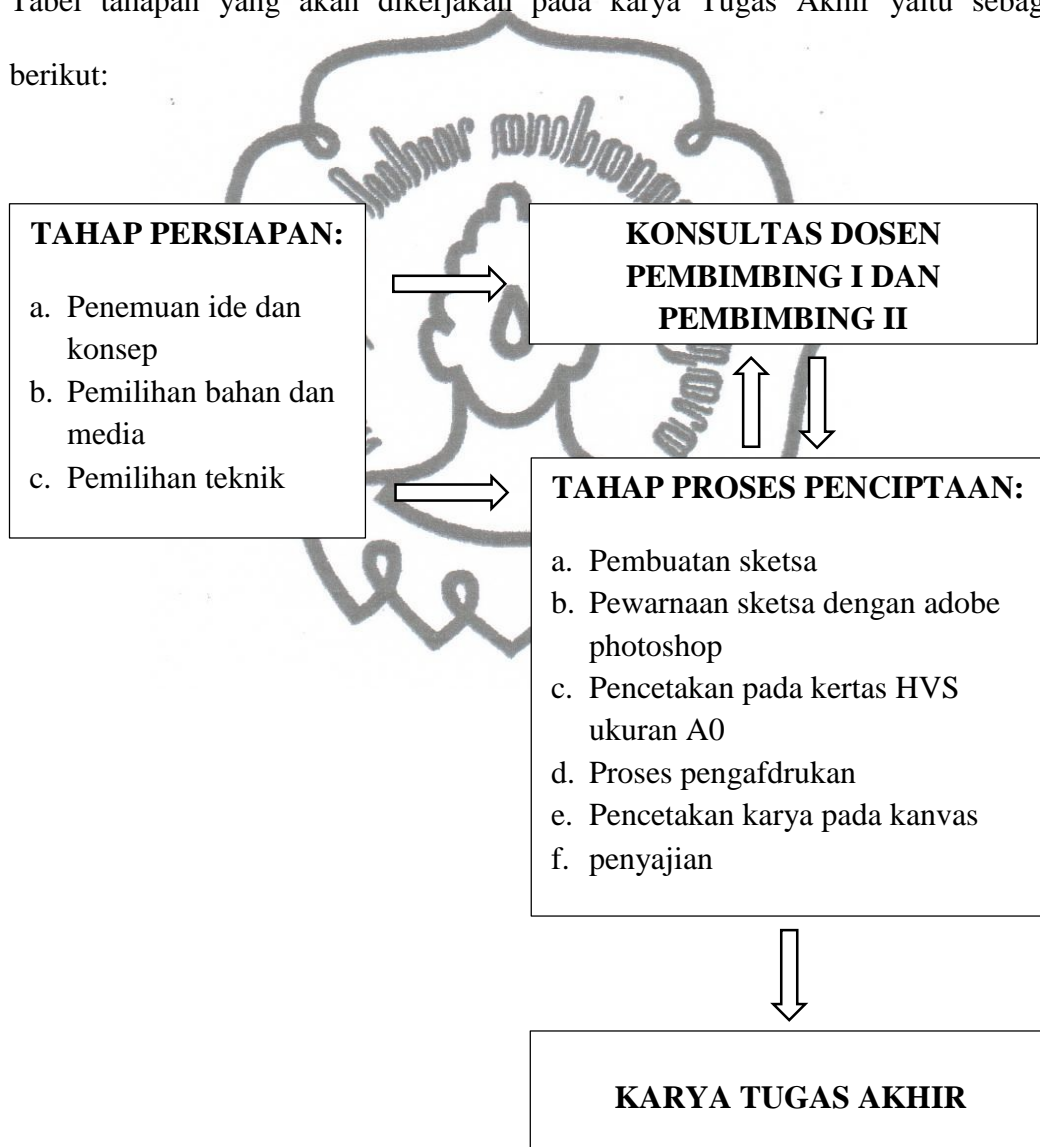 Tabel tahapan yang akan dikerjakan pada karya Tugas Akhir yaitu
berikut:
TAHAP PERSIAPAN:
a. Penemuan ide dan
konsep
b. Pemilihan bahan dan
media
c. Pemilihan teknik
KONSULTAS DOSEN
PEMBIMBING I DAN
PEMBIMBING II
TAHAP PROSES PENCIPTAAN:
a. Pembuatan sketsa
b. Pewarnaan sketsa dengan adobe
photoshop
c. Pencetakan pada kertas HVS
ukuran A0
d. Proses pengafdrukan
e. Pencetakan karya pada kanvas
f. penyajian
KARYA TUGAS AKHIR